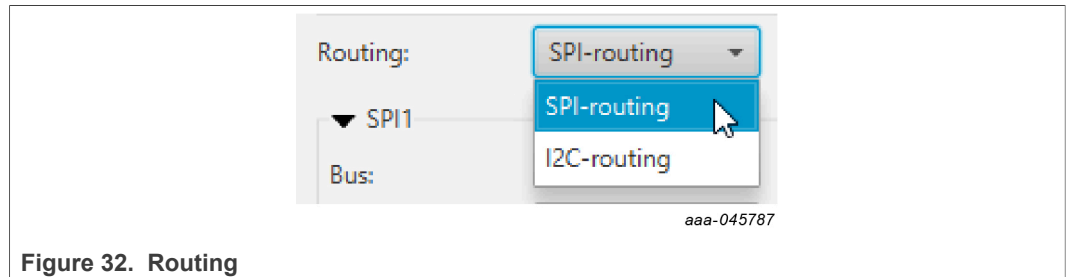 Routing: SPI-routing
SPI-routing
SPI1
I2C-routing
Bus:
aaa-045787
Figure 32. Routing